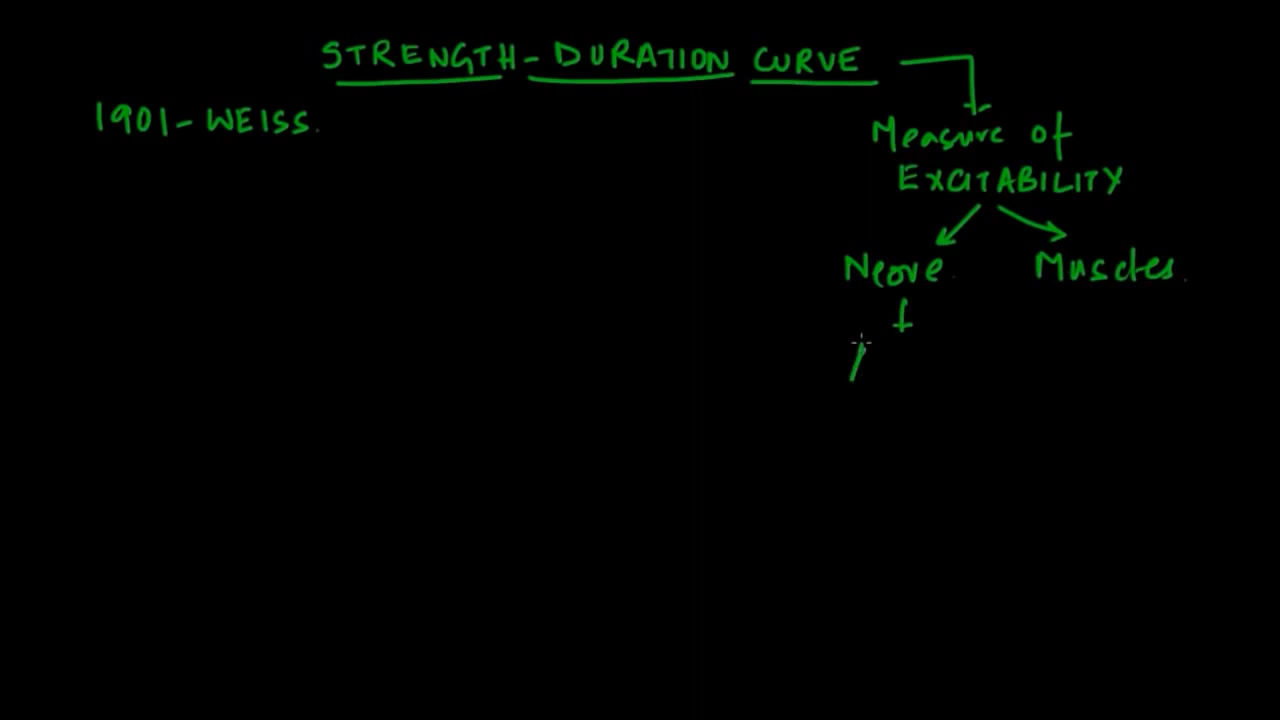 STRENGTH-DURATION CURVE
1901-WEISS.
Measure of
EXCITABILITY
Nerve
Muscles.